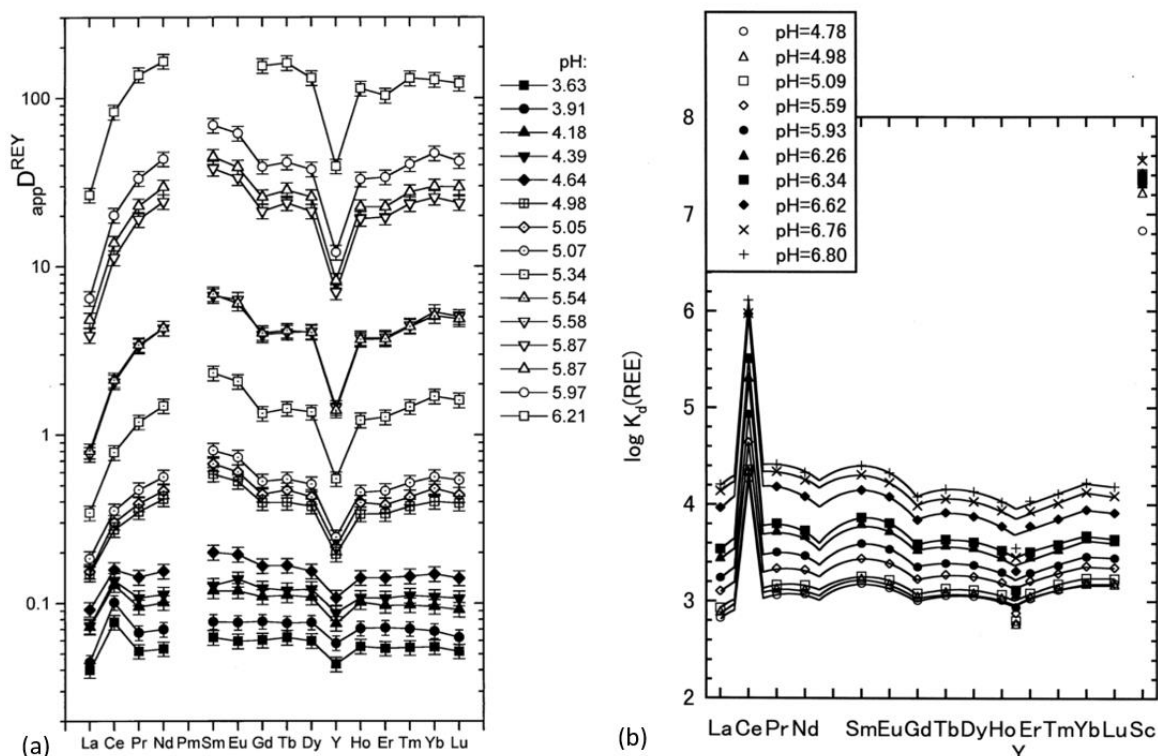 appD^REY
100
10
1
0.1
La Ce Pr Nd Pm Sm Eu Gd Tb Dy Y Ho Er Tm Yb Lu
(a)
pH:
3.63
3.91
4.18
4.39
4.64
4.98
5.05
5.07
5.34
5.54
5.58
5.87
5.87
5.97
6.21
(b)
pH=4.78
pH=4.98
pH=5.09
pH=5.59
pH=5.93
pH=6.26
pH=6.34
pH=6.62
pH=6.76
pH=6.80
log K_d(REE)
8
7
6
5
4
3
2
La Ce Pr Nd Sm Eu Gd Tb Dy Ho Er Tm Yb Lu Sc
Y